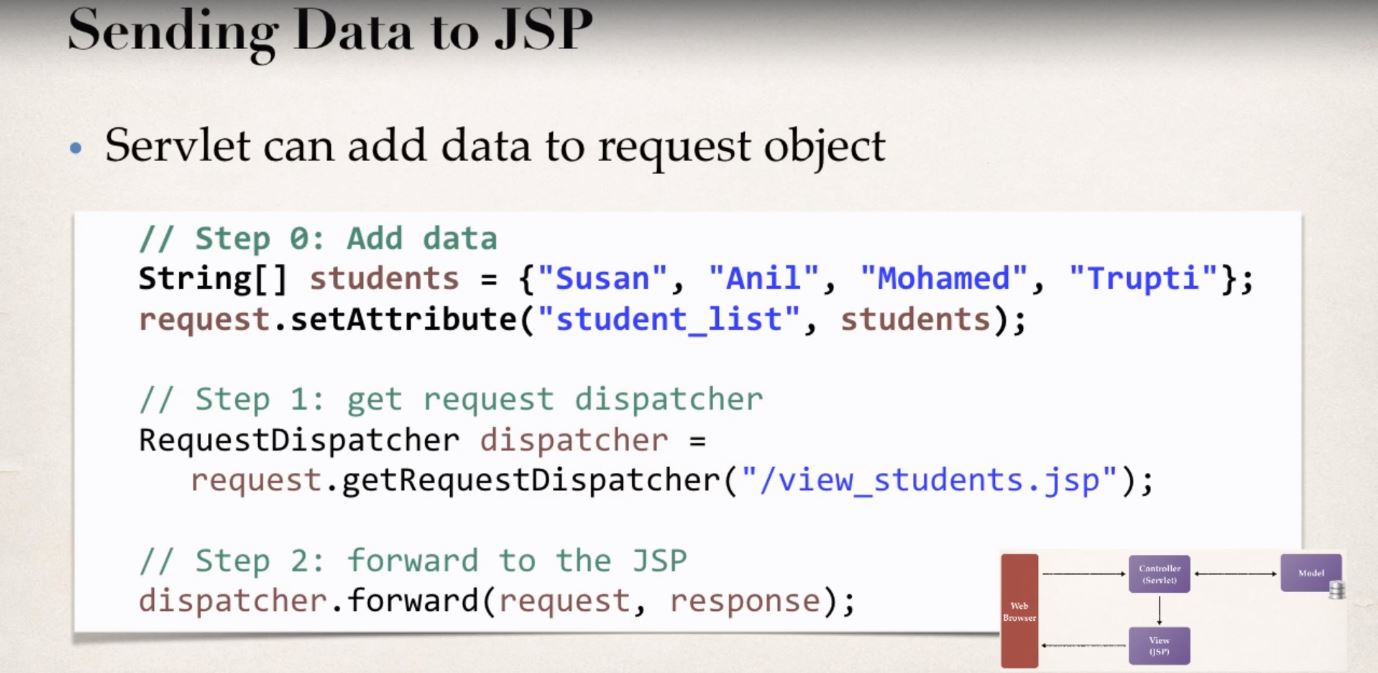 Sending Data to JSP
• Servlet can add data to request object
// Step 0: Add data
String[] students = {"Susan", "Anil", "Mohamed", "Trupti"};
request.setAttribute("student_list", students);
// Step 1: get request dispatcher
RequestDispatcher dispatcher =
request.getRequestDispatcher("/view_students.jsp");
// Step 2: forward to the JSP
dispatcher.forward(request, response);
Web
Browser
Controller
(Servlet)
Model
View
(JSP)